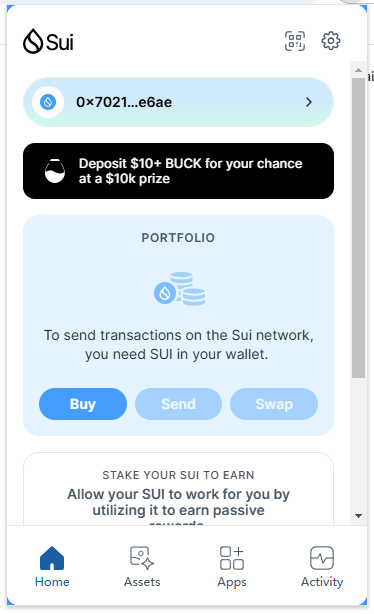 Sui
ai
0×7021...e6ae
Deposit $10+ BUCK for your chance
at a $10k prize
PORTFOLIO
To send transactions on the Sui network,
you need SUI in your wallet.
Buy
Send
Swap
STAKE YOUR SUI TO EARN
Allow your SUI to work for you by
utilizing it to earn passive
rewards
Home
Assets
Apps
Activity